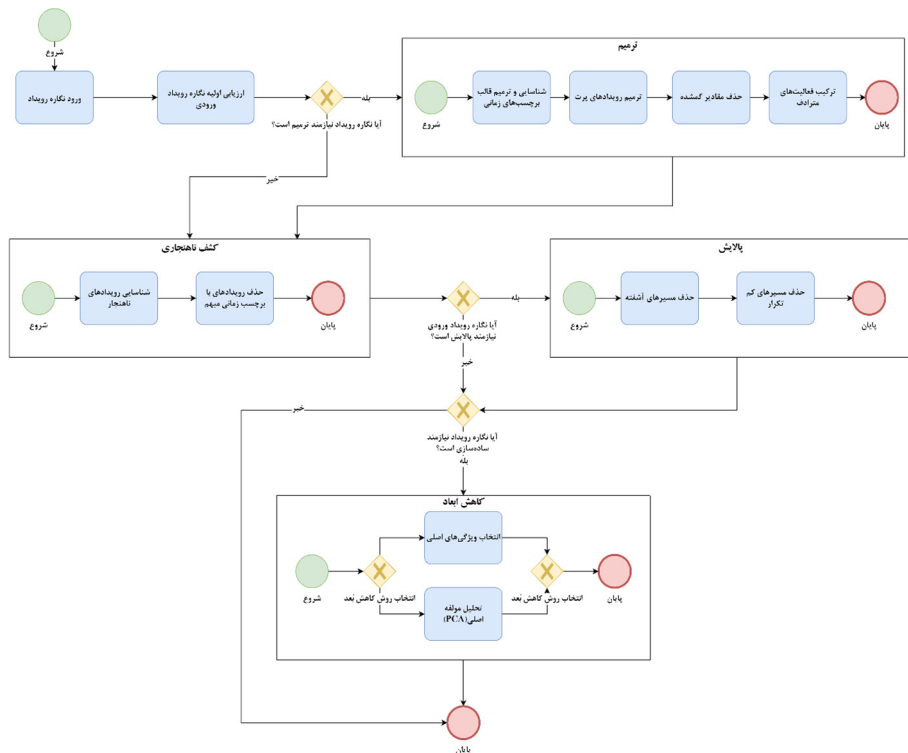 شروع
ورود نگاره رویداد
ارزیابی اولیه نگاره رویداد
ورودی
آیا نگاره رویداد نیازمند ترمیم است؟
بله
خیر
ترمیم
شروع
شناسایی و ترمیم قالب
برچسب‌های زمانی
ترمیم رویدادهای پرت
حذف مقادیر گمشده
ترکیب فعالیت‌های
مترادف
پایان
کشف ناهنجاری
شروع
شناسایی رویدادهای
ناهنجار
حذف رویدادهای با
برچسب زمانی مبهم
پایان
آیا نگاره رویداد ورودی
نیازمند پالایش است؟
بله
خیر
پالایش
شروع
حذف مسیرهای آشفته
حذف مسیرهای کم
تکرار
پایان
خیر
آیا نگاره رویداد نیازمند
ساده‌سازی است؟
بله
کاهش ابعاد
شروع
انتخاب روش کاهش بُعد
انتخاب ویژگی‌های اصلی
تحلیل مولفه
اصلی(PCA)
انتخاب روش کاهش بُعد
پایان
پایان